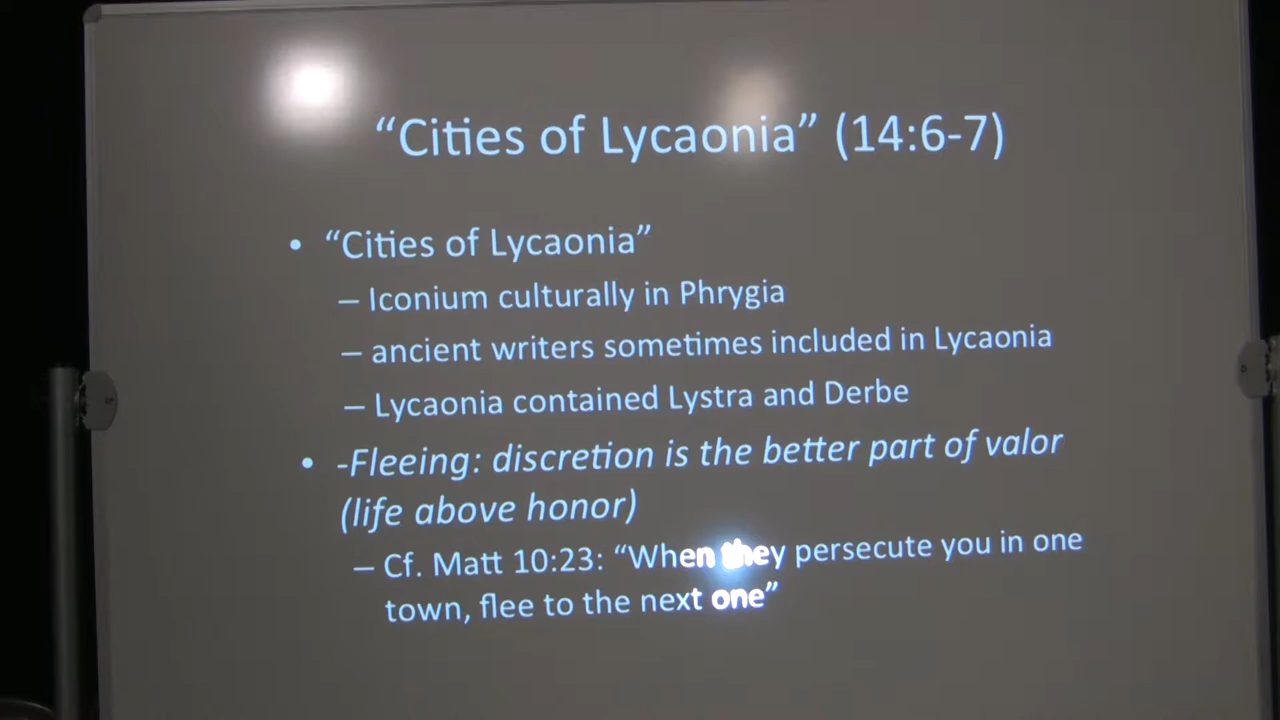 “Cities of Lycaonia” (14:6-7)
• “Cities of Lycaonia”
– Iconium culturally in Phrygia
– ancient writers sometimes included in Lycaonia
– Lycaonia contained Lystra and Derbe
• -Fleeing: discretion is the better part of valor
(life above honor)
– Cf. Matt 10:23: “When they persecute you in one
town, flee to the next one”